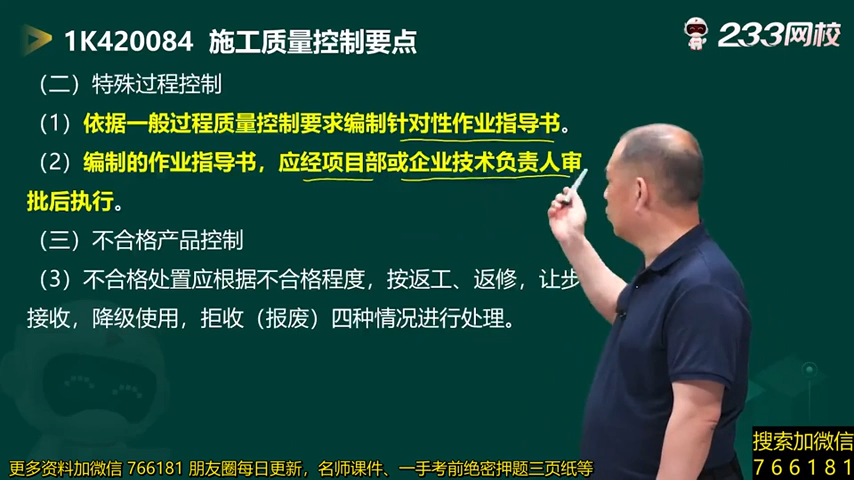 1K420084 施工质量控制要点
233网校
（二）特殊过程控制
（1）依据一般过程质量控制要求编制针对性作业指导书。
（2）编制的作业指导书，应经项目部或企业技术负责人审
批后执行。
（三）不合格产品控制
（3）不合格处置应根据不合格程度，按返工、返修，让步
接收，降级使用，拒收（报废）四种情况进行处理。
搜索加微信
766181
更多资料加微信 766181 朋友圈每日更新，名师课件、一手考前绝密押题三页纸等